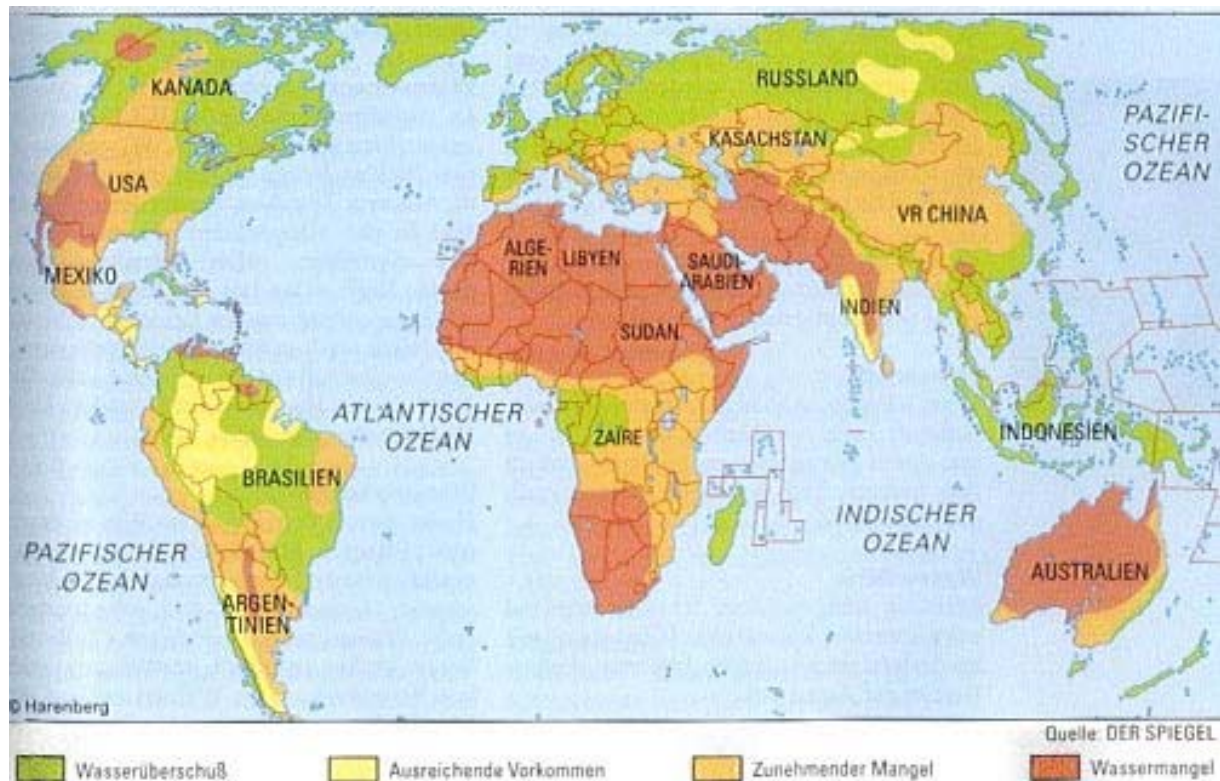 KANADA
RUSSLAND
PAZIFI-
SCHER
OZEAN
KASACHSTAN
USA
VR CHINA
MEXIKO
ALGE-
RIEN
LIBYEN
SAUDI-
ARABIEN
INDIEN
SUDAN
ATLANTISCHER
OZEAN
ZAÏRE
INDONESIEN
BRASILIEN
PAZIFISCHER
OZEAN
INDISCHER
OZEAN
AUSTRALIEN
ARGEN-
TINIEN
© Harenberg
Quelle: DER SPIEGEL
Wasserüberschuß
Ausreichende Vorkommen
Zunehmender Mangel
Wassermangel